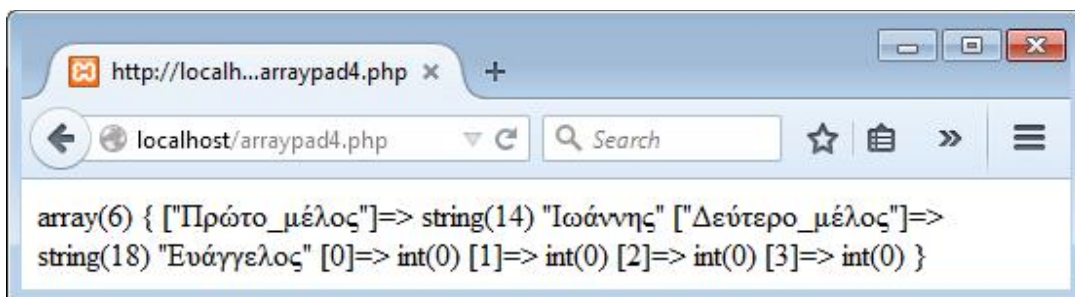 http://localh...arraypad4.php
localhost/arraypad4.php
Search
array(6) { ["Πρώτο_μέλος"]=> string(14) "Ιωάννης" ["Δεύτερο_μέλος"]=>
string(18) "Ευάγγελος" [0]=> int(0) [1]=> int(0) [2]=> int(0) [3]=> int(0) }